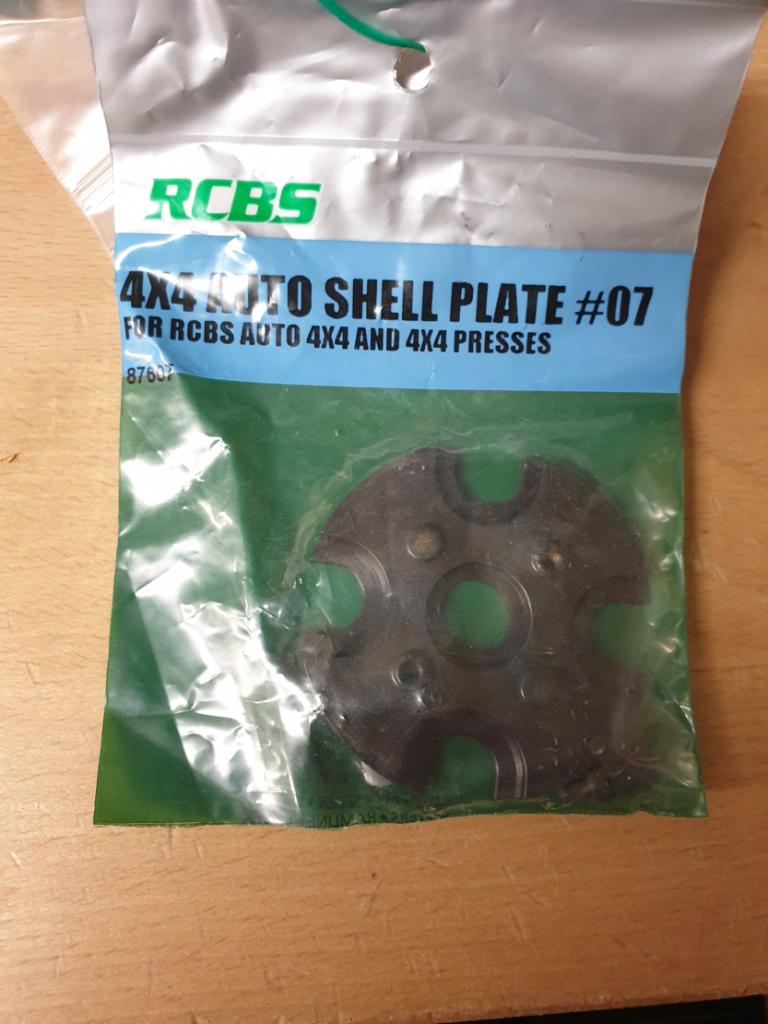 RCBS
4X4 AUTO SHELL PLATE #07
FOR RCBS AUTO 4X4 AND 4X4 PRESSES
87607